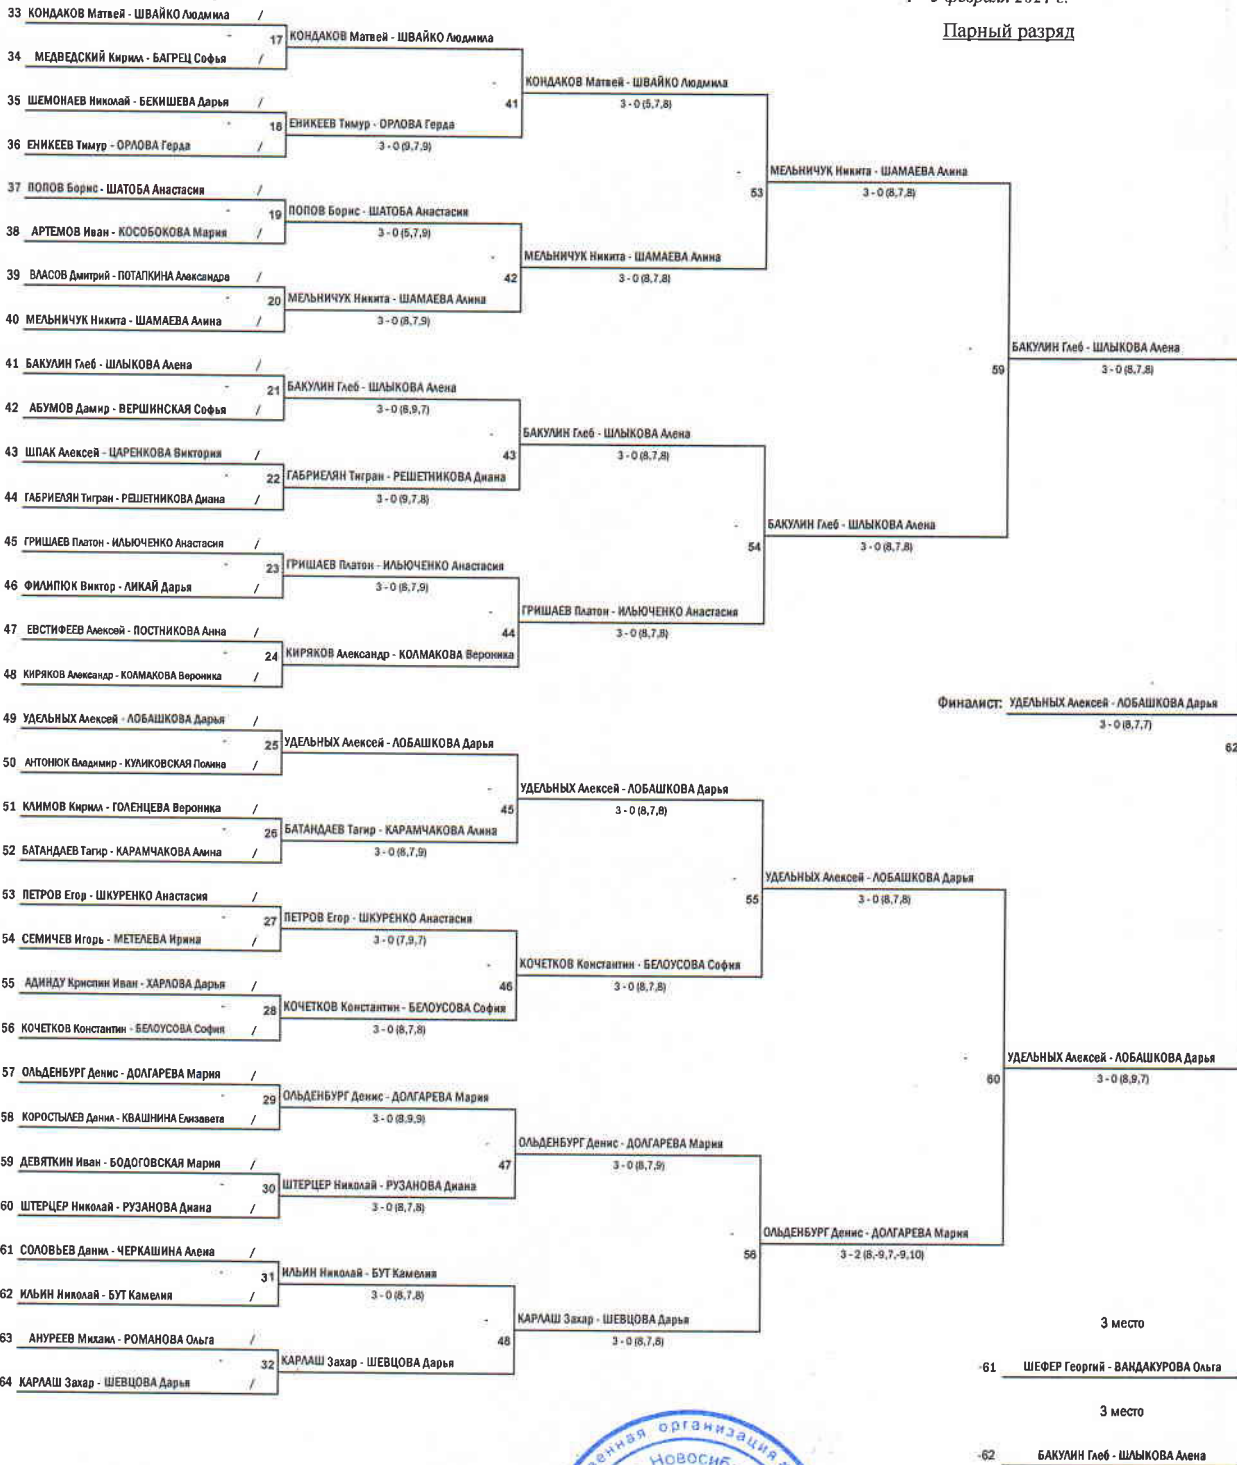 Парный разряд
33 КОНДАКОВ Матвей - ШВАЙКО Людмила /
17 КОНДАКОВ Матвей - ШВАЙКО Людмила
34 МЕДВЕДСКИЙ Кирилл - БАГРЕЦ Софья /
КОНДАКОВ Матвей - ШВАЙКО Людмила
41 3 - 0 (5,7,8)
35 ШЕМОНАЕВ Николай - БЕКИШЕВА Дарья /
18 ЕНИКЕЕВ Тимур - ОРЛОВА Герда
36 ЕНИКЕЕВ Тимур - ОРЛОВА Герда / 3 - 0 (9,7,9)
МЕЛЬНИЧУК Никита - ШАМАЕВА Алина
53 3 - 0 (8,7,8)
37 ПОПОВ Борис - ШАТОБА Анастасия /
19 ПОПОВ Борис - ШАТОБА Анастасия
38 АРТЕМОВ Иван - КОСОБОКОВА Мария / 3 - 0 (5,7,9)
МЕЛЬНИЧУК Никита - ШАМАЕВА Алина
42 3 - 0 (8,7,8)
39 ВЛАСОВ Дмитрий - ПОТАПКИНА Александра /
20 МЕЛЬНИЧУК Никита - ШАМАЕВА Алина
40 МЕЛЬНИЧУК Никита - ШАМАЕВА Алина / 3 - 0 (8,7,9)
БАКУЛИН Глеб - ШЛЫКОВА Алена
59 3 - 0 (8,7,8)
41 БАКУЛИН Глеб - ШЛЫКОВА Алена /
21 БАКУЛИН Глеб - ШЛЫКОВА Алена
42 АБУМОВ Дамир - ВЕРШИНСКАЯ Софья / 3 - 0 (8,9,7)
БАКУЛИН Глеб - ШЛЫКОВА Алена
43 3 - 0 (8,7,8)
43 ШПАК Алексей - ЦАРЕНКОВА Виктория /
22 ГАБРИЕЛЯН Тигран - РЕШЕТНИКОВА Диана
44 ГАБРИЕЛЯН Тигран - РЕШЕТНИКОВА Диана / 3 - 0 (9,7,8)
БАКУЛИН Глеб - ШЛЫКОВА Алена
54 3 - 0 (8,7,8)
45 ГРИШАЕВ Платон - ИЛЬЮЧЕНКО Анастасия /
23 ГРИШАЕВ Платон - ИЛЬЮЧЕНКО Анастасия
46 ФИЛИПЮК Виктор - ЛИКАЙ Дарья / 3 - 0 (8,7,9)
ГРИШАЕВ Платон - ИЛЬЮЧЕНКО Анастасия
44 3 - 0 (8,7,8)
47 ЕВСТИФЕЕВ Алексей - ПОСТНИКОВА Анна /
24 КИРЯКОВ Александр - КОЛМАКОВА Вероника
48 КИРЯКОВ Александр - КОЛМАКОВА Вероника /
Финалист: УДЕЛЬНЫХ Алексей - ЛОБАШКОВА Дарья
3 - 0 (8,7,7)
62
49 УДЕЛЬНЫХ Алексей - ЛОБАШКОВА Дарья /
25 УДЕЛЬНЫХ Алексей - ЛОБАШКОВА Дарья
50 АНТОНЮК Владимир - КУЛИКОВСКАЯ Полина /
УДЕЛЬНЫХ Алексей - ЛОБАШКОВА Дарья
45 3 - 0 (8,7,8)
51 КЛИМОВ Кирилл - ГОЛЕНЦЕВА Вероника /
26 БАТАНДАЕВ Тагир - КАРАМЧАКОВА Алина
52 БАТАНДАЕВ Тагир - КАРАМЧАКОВА Алина / 3 - 0 (8,7,9)
УДЕЛЬНЫХ Алексей - ЛОБАШКОВА Дарья
55 3 - 0 (8,7,8)
53 ПЕТРОВ Егор - ШКУРЕНКО Анастасия /
27 ПЕТРОВ Егор - ШКУРЕНКО Анастасия
54 СЕМИЧЕВ Игорь - МЕТЕЛЕВА Ирина / 3 - 0 (7,9,7)
КОЧЕТКОВ Константин - БЕЛОУСОВА София
46 3 - 0 (8,7,8)
55 АДИНДУ Криспин Иван - ХАРЛОВА Дарья /
28 КОЧЕТКОВ Константин - БЕЛОУСОВА София
56 КОЧЕТКОВ Константин - БЕЛОУСОВА София / 3 - 0 (8,7,8)
УДЕЛЬНЫХ Алексей - ЛОБАШКОВА Дарья
60 3 - 0 (8,9,7)
57 ОЛЬДЕНБУРГ Денис - ДОЛГАРЕВА Мария /
29 ОЛЬДЕНБУРГ Денис - ДОЛГАРЕВА Мария
58 КОРОСТЫЛЕВ Данил - КВАШНИНА Елизавета / 3 - 0 (8,9,9)
ОЛЬДЕНБУРГ Денис - ДОЛГАРЕВА Мария
47 3 - 0 (8,7,9)
59 ДЕВЯТКИН Иван - БОДОГОВСКАЯ Мария /
30 ШТЕРЦЕР Николай - РУЗАНОВА Диана
60 ШТЕРЦЕР Николай - РУЗАНОВА Диана / 3 - 0 (8,7,8)
ОЛЬДЕНБУРГ Денис - ДОЛГАРЕВА Мария
56 3 - 2 (8,-9,7,-9,10)
61 СОЛОВЬЕВ Данил - ЧЕРКАШИНА Алена /
31 ИЛЬИН Николай - БУТ Камелия
62 ИЛЬИН Николай - БУТ Камелия / 3 - 0 (8,7,8)
КАРЛАШ Захар - ШЕВЦОВА Дарья
48 3 - 0 (8,7,8)
63 АНУРЕЕВ Михаил - РОМАНОВА Ольга /
32 КАРЛАШ Захар - ШЕВЦОВА Дарья
64 КАРЛАШ Захар - ШЕВЦОВА Дарья /
3 место
-61 ШЕФЕР Георгий - ВАНДАКУРОВА Ольга
3 место
-62 БАКУЛИН Глеб - ШЛЫКОВА Алена
енная организация
Новосиб